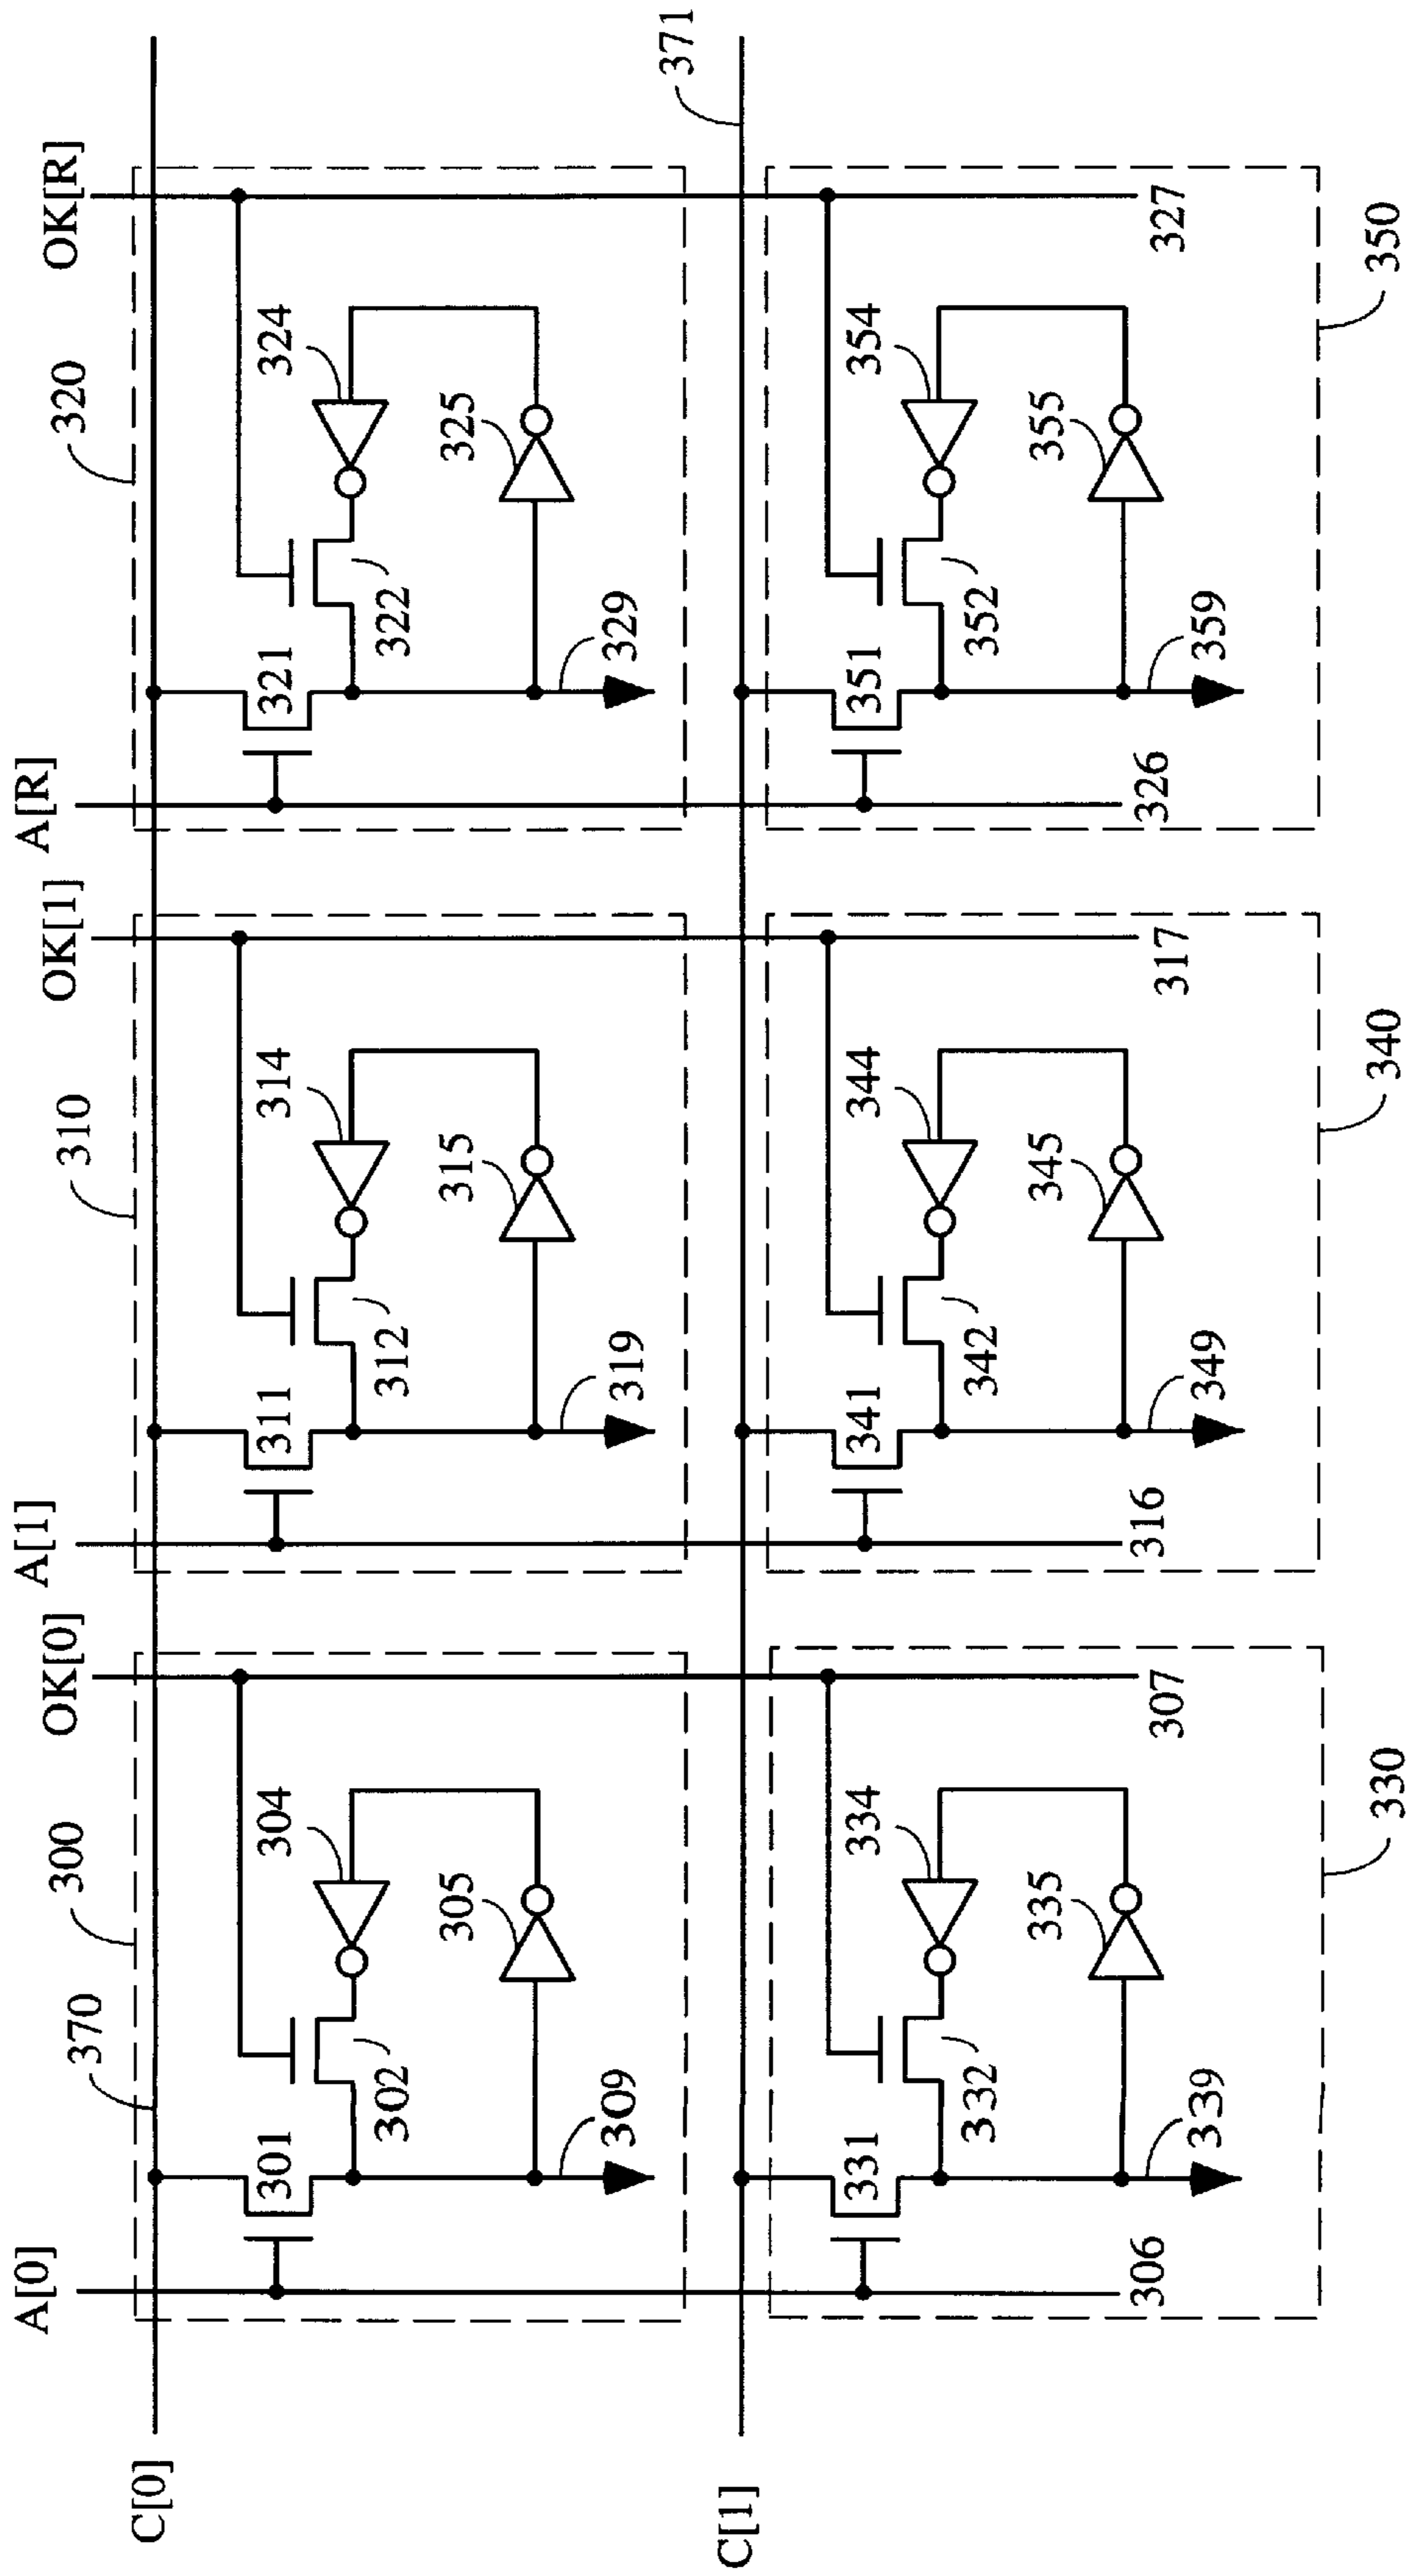 A[0] A[1] A[R]
300 OK[0] 310 OK[1] 320 OK[R]
370
C[0]
301 304 311 314 321 324
302 312 322
305 315 325
309 319 329
371
C[1]
331 334 341 344 351 354
332 342 352
335 345 355
306 307 316 317 326 327
339 349 359
330 340 350